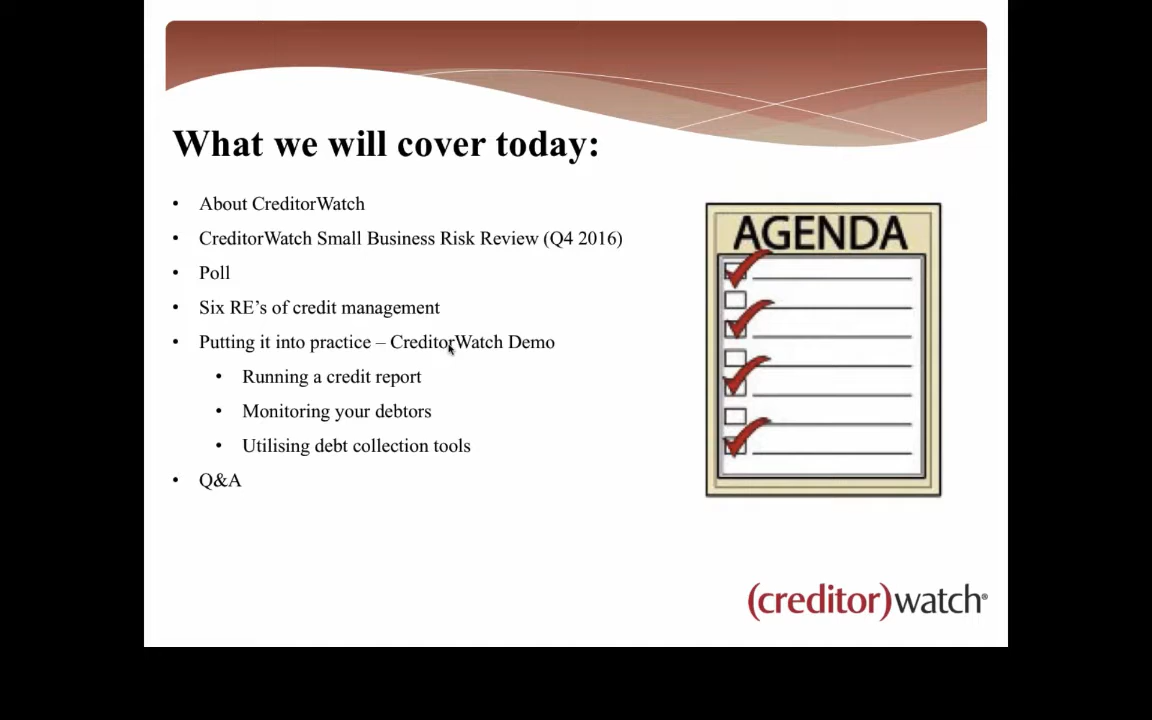 What we will cover today:
• About CreditorWatch
• CreditorWatch Small Business Risk Review (Q4 2016)
• Poll
• Six RE’s of credit management
• Putting it into practice – CreditorWatch Demo
• Running a credit report
• Monitoring your debtors
• Utilising debt collection tools
• Q&A
AGENDA
(creditor)watch®